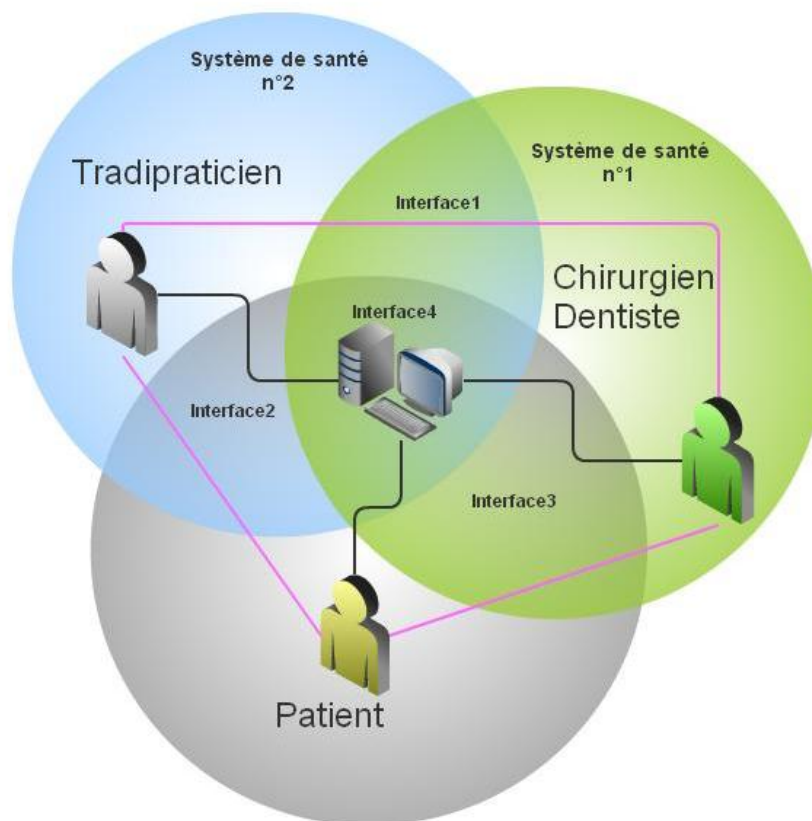 Système de santé
n°2
Tradipraticien
Système de santé
n°1
Interface1
Chirurgien
Dentiste
Interface4
Interface2
Interface3
Patient